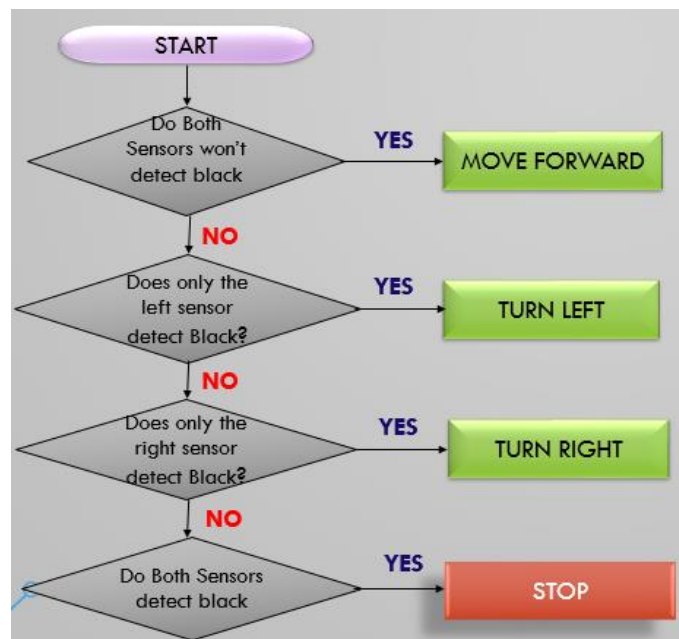 START
Do Both
Sensors won't
detect black
YES
MOVE FORWARD
NO
Does only the
left sensor
detect Black?
YES
TURN LEFT
NO
Does only the
right sensor
detect Black?
YES
TURN RIGHT
NO
Do Both Sensors
detect black
YES
STOP